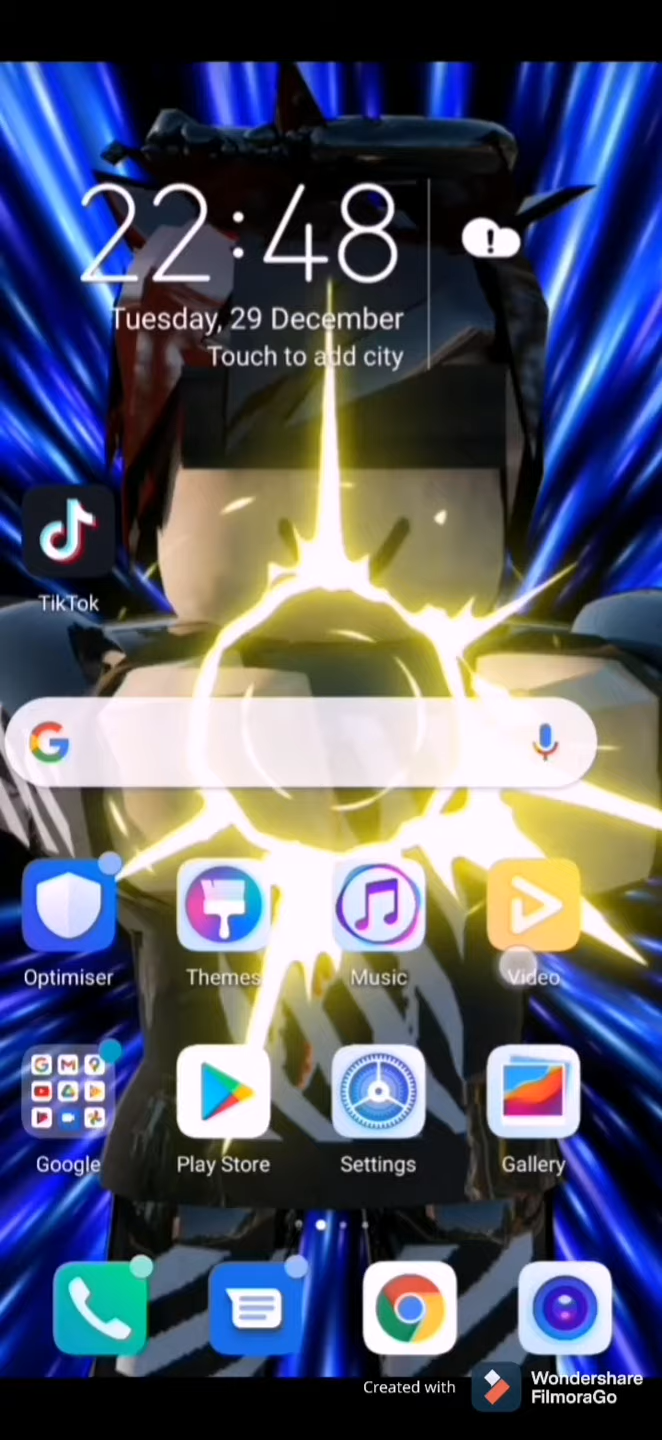 22:48
Tuesday, 29 December
Touch to add city
TikTok
Optimiser
Themes
Music
Video
Google
Play Store
Settings
Gallery
Created with
Wondershare
FilmoraGo